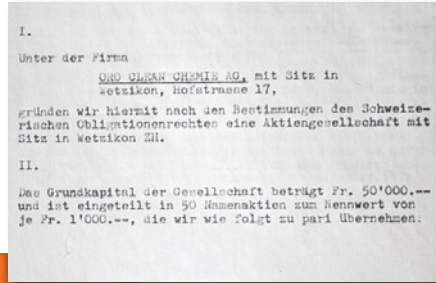 I.
Unter der Firma
ORO CLEAN CHEMIE AG, mit Sitz in
Wetzikon, Hofstrasse 17,
gründen wir hiermit nach den Bestimmungen des Schweize-
rischen Obligationenrechtes eine Aktiengesellschaft mit
Sitz in Wetzikon ZH.
II.
Das Grundkapital der Gesellschaft beträgt Fr. 50'000.--
und ist eingeteilt in 50 Namenaktien zum Nennwert von
je Fr. 1'000.--, die wir wie folgt zu pari übernehmen: